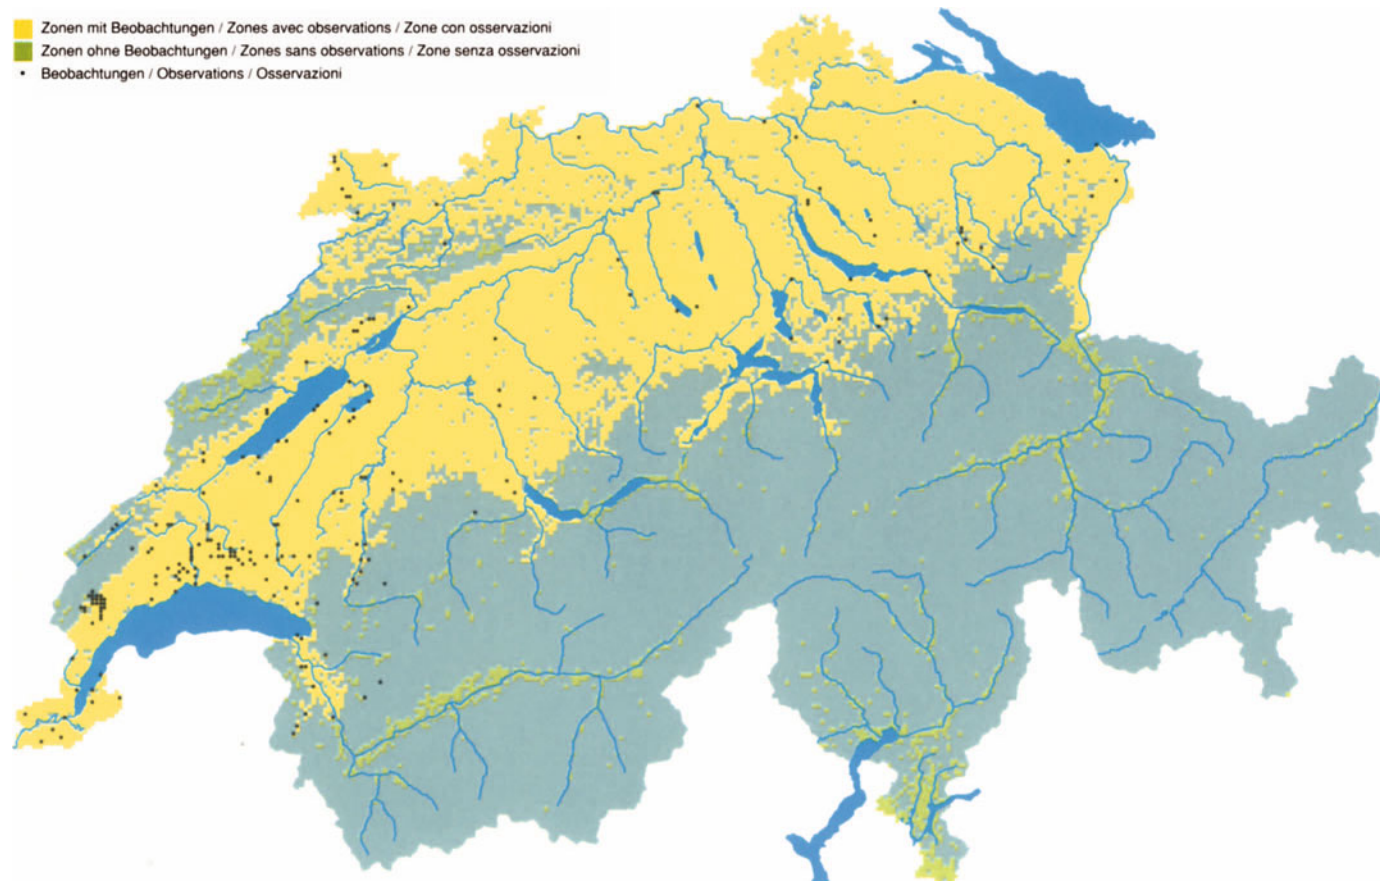 Zonen mit Beobachtungen / Zones avec observations / Zone con osservazioni
Zonen ohne Beobachtungen / Zones sans observations / Zone senza osservazioni
Beobachtungen / Observations / Osservazioni